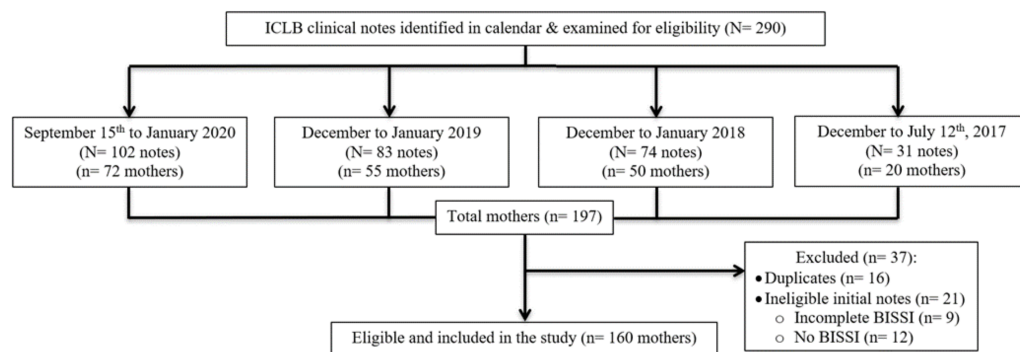 ICLB clinical notes identified in calendar & examined for eligibility (N= 290)
September 15th to January 2020
(N= 102 notes)
(n= 72 mothers)
December to January 2019
(N= 83 notes)
(n= 55 mothers)
December to January 2018
(N= 74 notes)
(n= 50 mothers)
December to July 12th, 2017
(N= 31 notes)
(n= 20 mothers)
Total mothers (n= 197)
Excluded (n= 37):
•Duplicates (n= 16)
•Ineligible initial notes (n= 21)
o Incomplete BISSI (n= 9)
o No BISSI (n= 12)
Eligible and included in the study (n= 160 mothers)